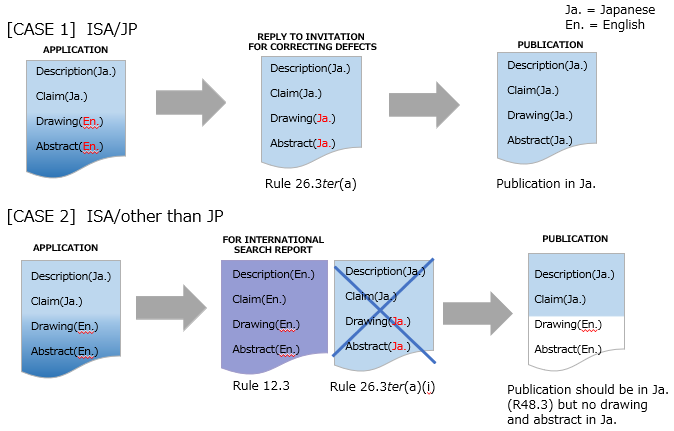 Ja. = Japanese
En. = English
[CASE 1] ISA/JP
APPLICATION
Description(Ja.)
Claim(Ja.)
Drawing(En.)
Abstract(En.)
REPLY TO INVITATION
FOR CORRECTING DEFECTS
Description(Ja.)
Claim(Ja.)
Drawing(Ja.)
Abstract(Ja.)
Rule 26.3ter(a)
PUBLICATION
Description(Ja.)
Claim(Ja.)
Drawing(Ja.)
Abstract(Ja.)
Publication in Ja.
[CASE 2] ISA/other than JP
APPLICATION
Description(Ja.)
Claim(Ja.)
Drawing(En.)
Abstract(En.)
FOR INTERNATIONAL
SEARCH REPORT
Description(En.)
Claim(En.)
Drawing(En.)
Abstract(En.)
Rule 12.3
Description(Ja.)
Claim(Ja.)
Drawing(Ja.)
Abstract(Ja.)
Rule 26.3ter(a)(i)
PUBLICATION
Description(Ja.)
Claim(Ja.)
Drawing(En.)
Abstract(En.)
Publication should be in Ja.
(R48.3) but no drawing
and abstract in Ja.